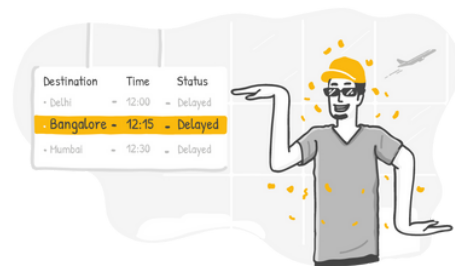 Destination Time Status
• Delhi - 12:00 - Delayed
• Bangalore - 12:15 - Delayed
• Mumbai - 12:30 - Delayed